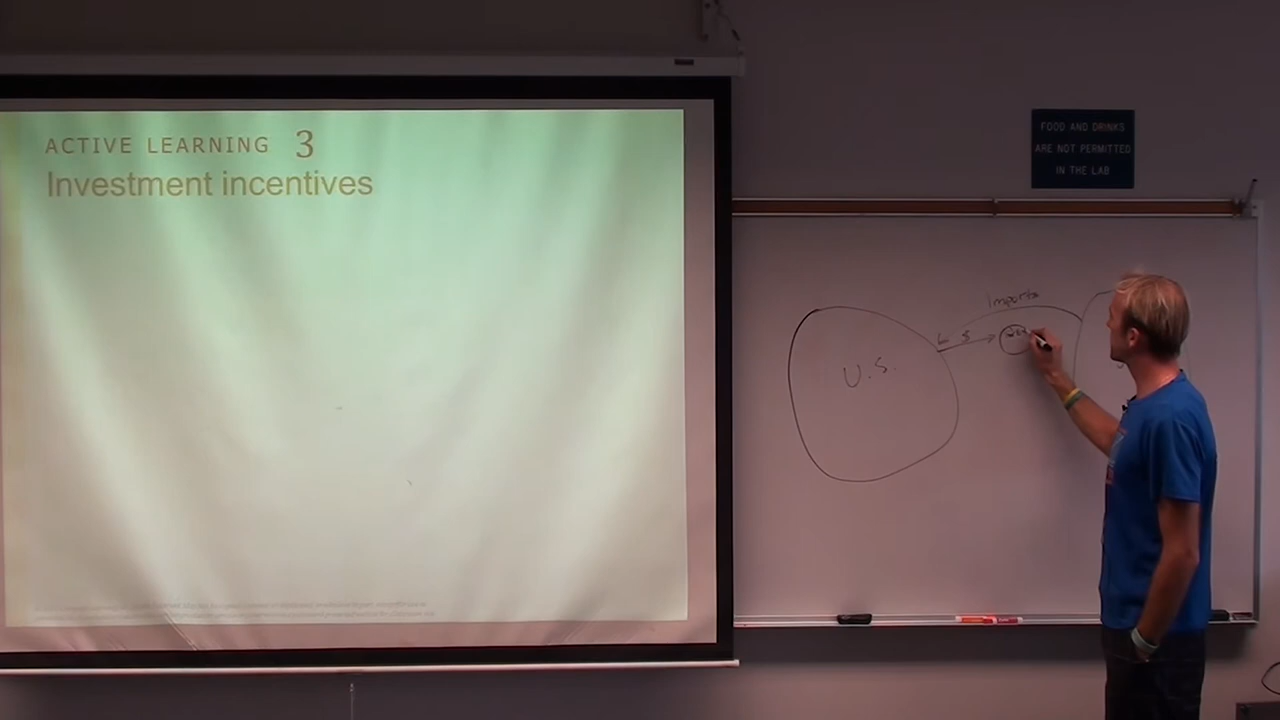 ACTIVE LEARNING 3
Investment incentives
FOOD AND DRINKS
ARE NOT PERMITTED
IN THE LAB
Imports
U.S.
$